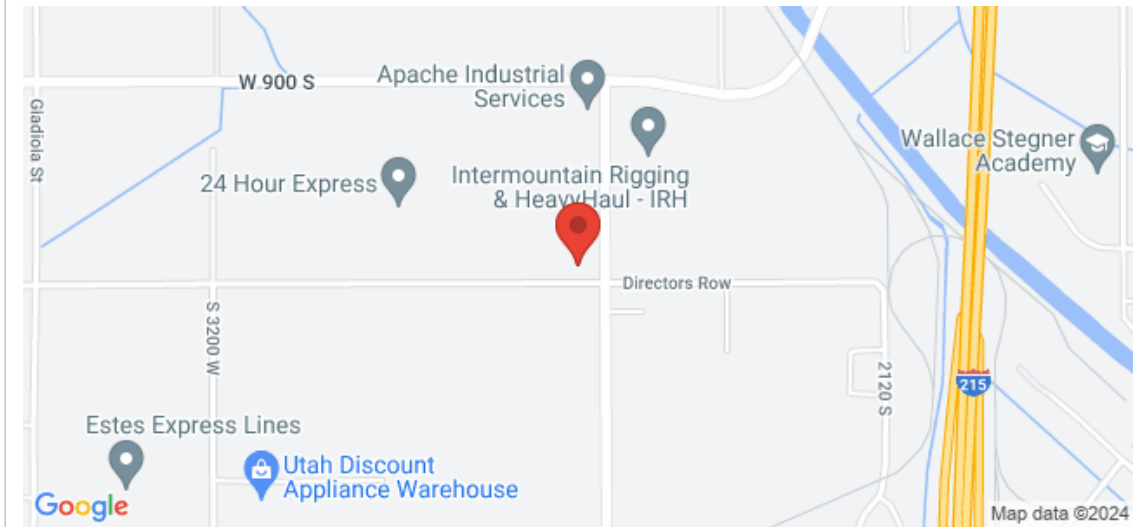 W 900 S
Apache Industrial
Services
Gladiola St
Wallace Stegner
Academy
24 Hour Express
Intermountain Rigging
& HeavyHaul - IRH
Directors Row
S 3200 W
2120 S
215
Estes Express Lines
Utah Discount
Appliance Warehouse
Google
Map data ©2024